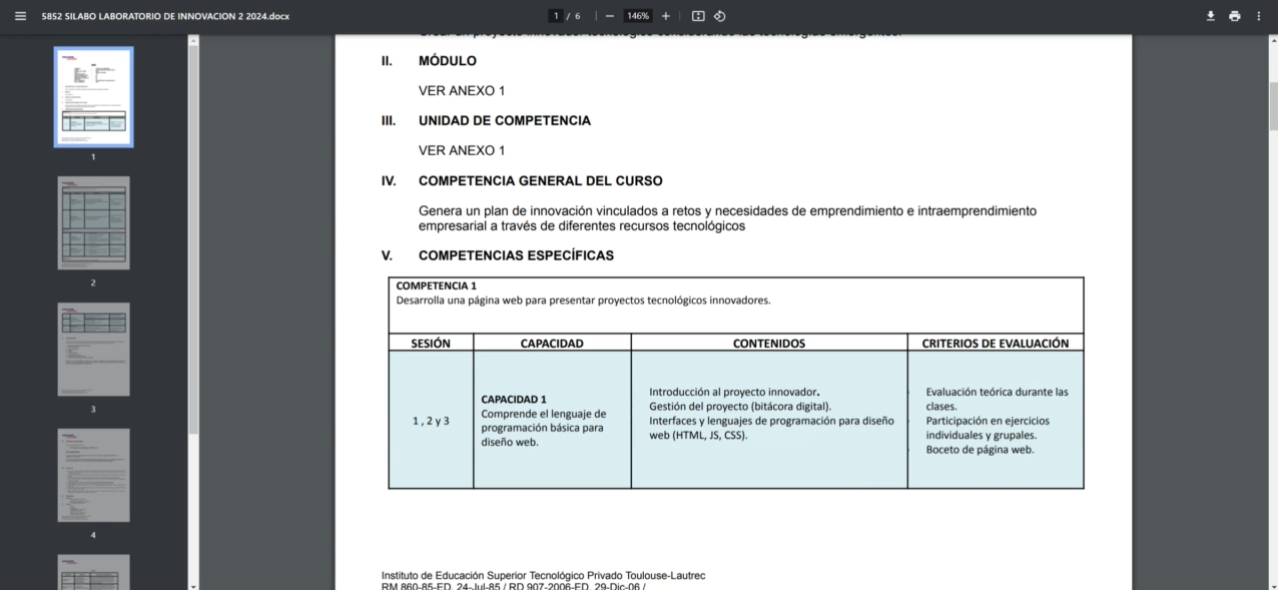 5852 SILABO LABORATORIO DE INNOVACION 2 2024.docx
1 / 6
146%
1
2
3
4
II. MÓDULO
VER ANEXO 1
III. UNIDAD DE COMPETENCIA
VER ANEXO 1
IV. COMPETENCIA GENERAL DEL CURSO
Genera un plan de innovación vinculados a retos y necesidades de emprendimiento e intraemprendimiento
empresarial a través de diferentes recursos tecnológicos
V. COMPETENCIAS ESPECÍFICAS
COMPETENCIA 1
Desarrolla una página web para presentar proyectos tecnológicos innovadores.
SESIÓN
CAPACIDAD
CONTENIDOS
CRITERIOS DE EVALUACIÓN
1 , 2 y 3
CAPACIDAD 1
Comprende el lenguaje de
programación básica para
diseño web.
Introducción al proyecto innovador.
Gestión del proyecto (bitácora digital).
Interfaces y lenguajes de programación para diseño
web (HTML, JS, CSS).
Evaluación teórica durante las
clases.
Participación en ejercicios
individuales y grupales.
Boceto de página web.
Instituto de Educación Superior Tecnológico Privado Toulouse-Lautrec
RM 860-85-ED, 24-Jul-85 / RD 907-2006-ED, 29-Dic-06 /